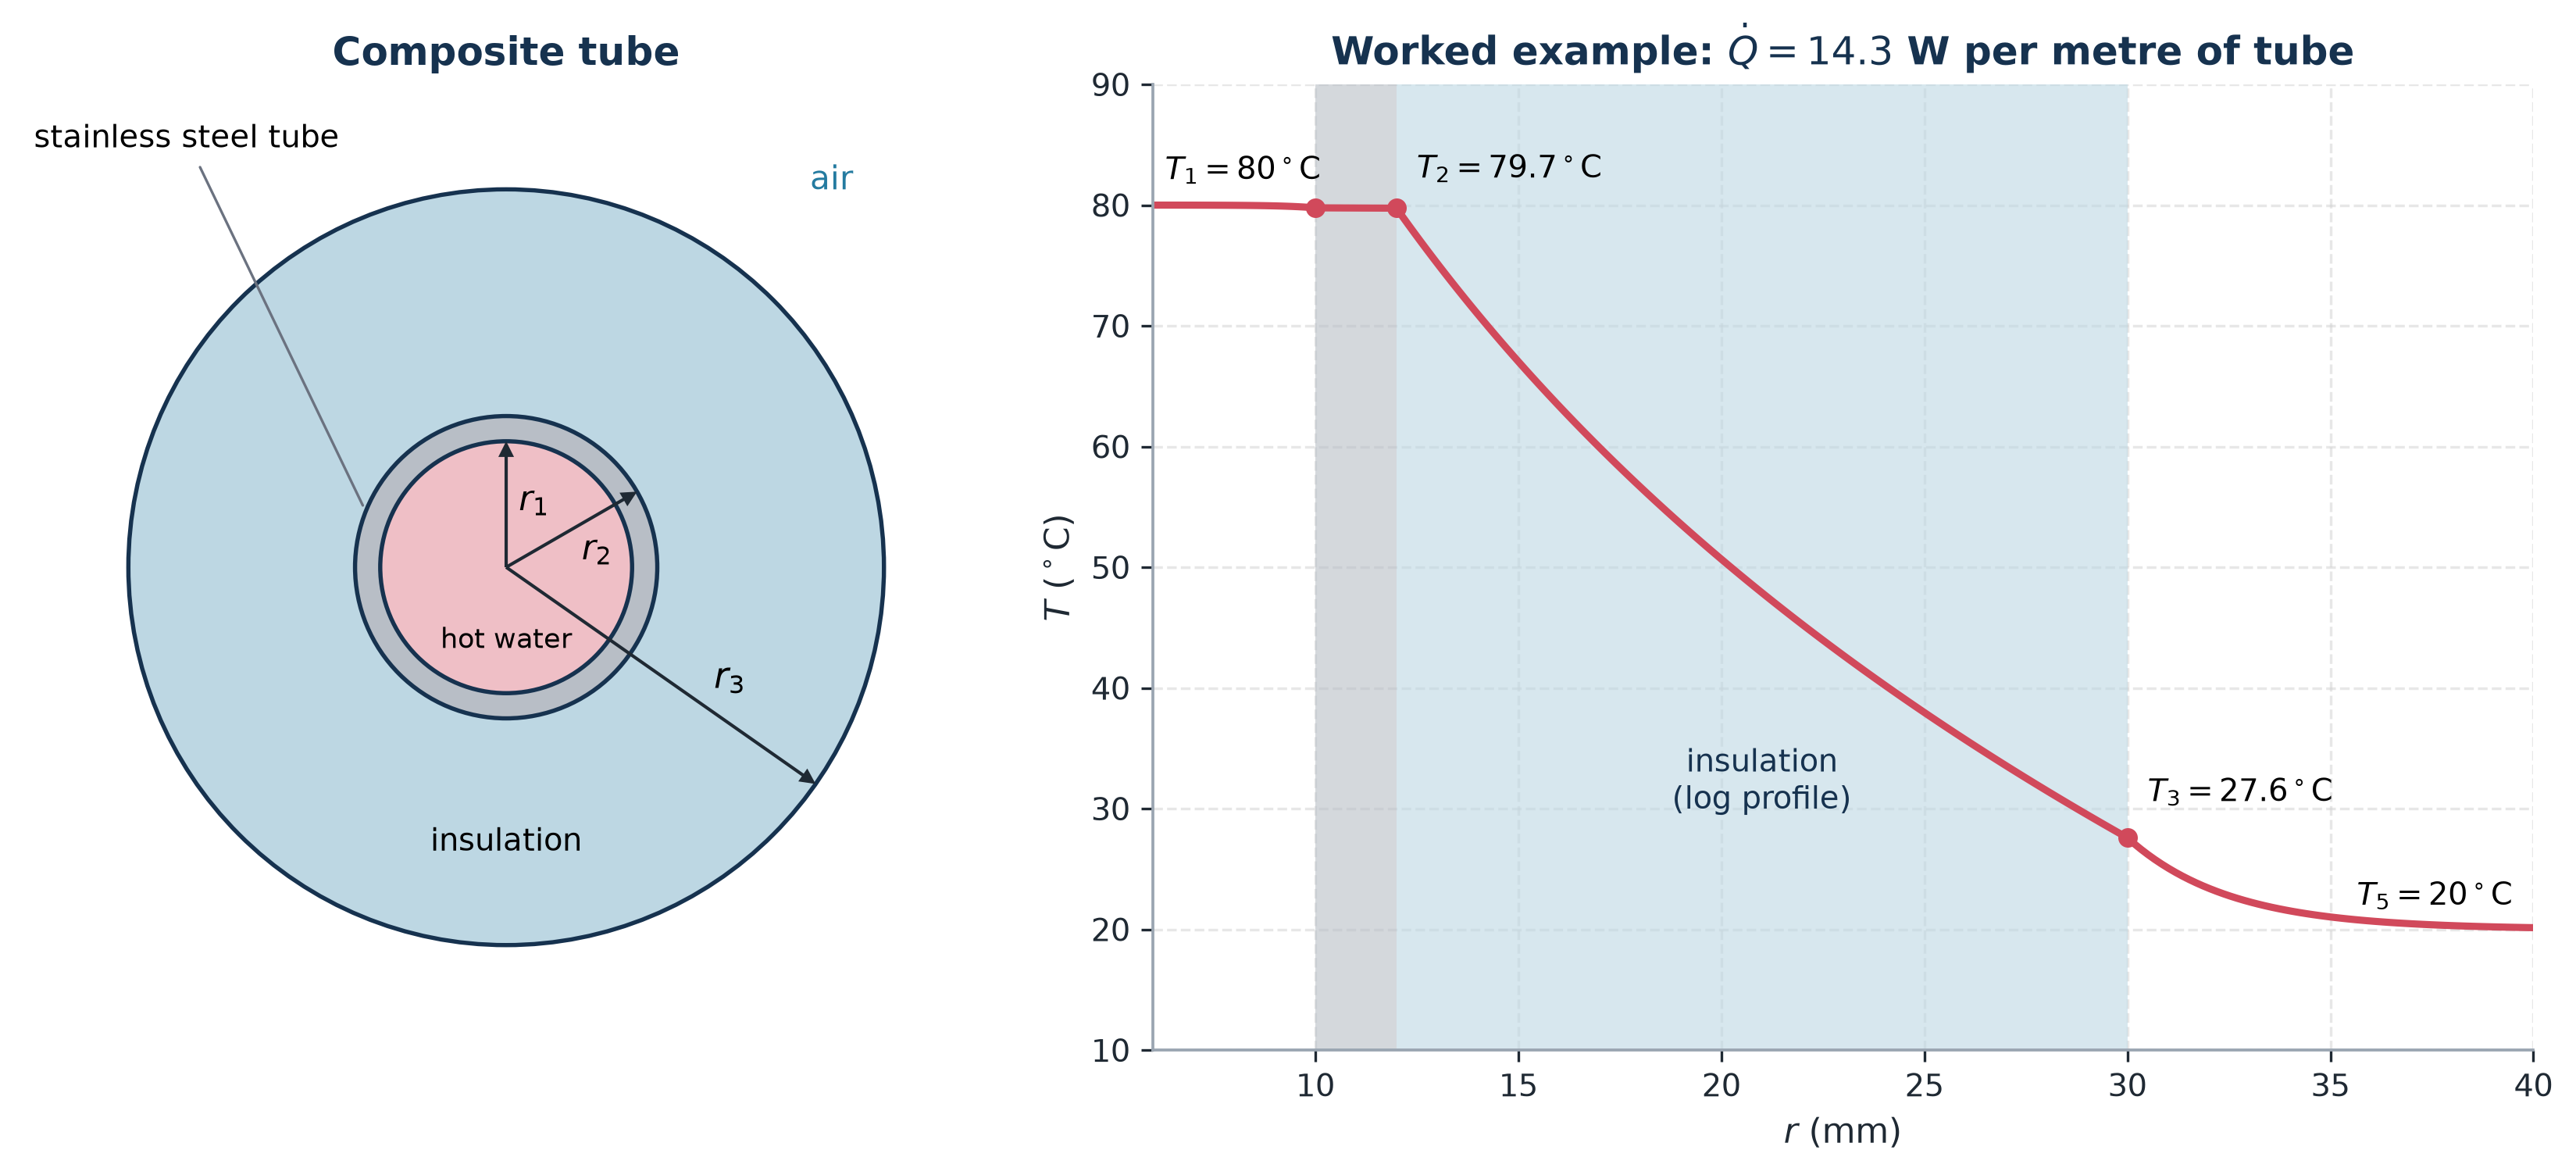 Composite tube
stainless steel tube
air
r₁
r₂
hot water
r₃
insulation
Worked example: Q̇ = 14.3 W per metre of tube
T (°C)
90
80
70
60
50
40
30
20
10
T₁ = 80°C
T₂ = 79.7°C
insulation
(log profile)
T₃ = 27.6°C
T₅ = 20°C
10 15 20 25 30 35 40
r (mm)